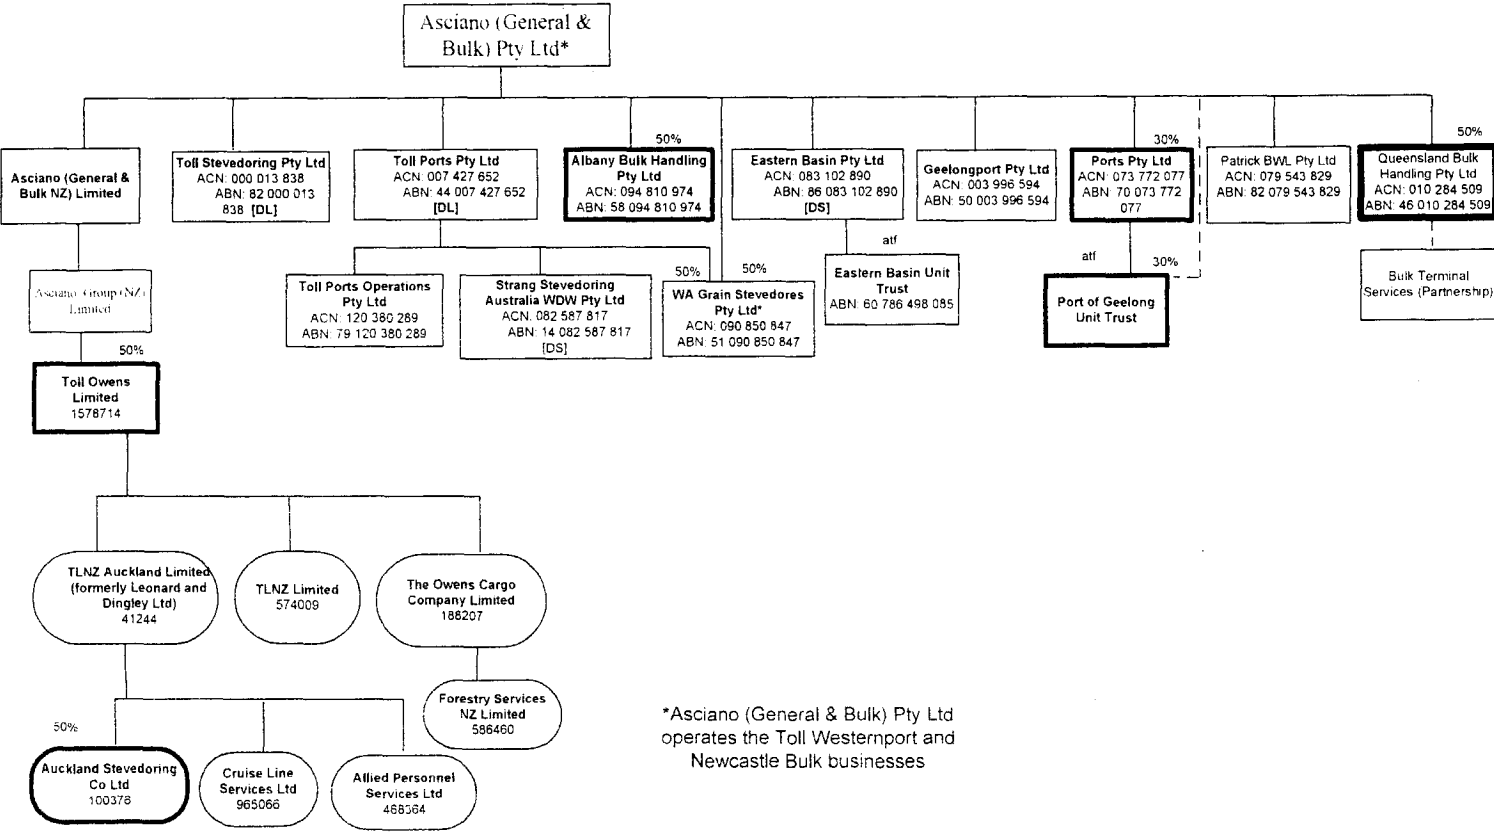 Asciano (General &
Bulk) Pty Ltd*
Asciano (General &
Bulk NZ) Limited
Toll Stevedoring Pty Ltd
ACN: 000 013 838
ABN: 82 000 013
838 [DL]
Toll Ports Pty Ltd
ACN: 007 427 652
ABN: 44 007 427 652
[DL]
50%
Albany Bulk Handling
Pty Ltd
ACN: 094 810 974
ABN: 58 094 810 974
Eastern Basin Pty Ltd
ACN: 083 102 890
ABN: 86 083 102 890
[DS]
Geelongport Pty Ltd
ACN: 003 996 594
ABN: 50 003 996 594
30%
Ports Pty Ltd
ACN: 073 772 077
ABN: 70 073 772
077
Patrick BWL Pty Ltd
ACN: 079 543 829
ABN: 82 079 543 829
50%
Queensland Bulk
Handling Pty Ltd
ACN: 010 284 509
ABN: 46 010 284 509
Asciano Group (NZ)
Limited
Toll Ports Operations
Pty Ltd
ACN: 120 380 289
ABN: 79 120 380 289
Strang Stevedoring
Australia WDW Pty Ltd
ACN: 082 587 817
ABN: 14 082 587 817
[DS]
50%
50%
WA Grain Stevedores
Pty Ltd*
ACN: 090 850 847
ABN: 51 090 850 847
atf
Eastern Basin Unit
Trust
ABN: 60 786 498 085
atf
30%
Port of Geelong
Unit Trust
Bulk Terminal
Services (Partnership)
50%
Toll Owens
Limited
1578714
TLNZ Auckland Limited
(formerly Leonard and
Dingley Ltd)
41244
TLNZ Limited
574009
The Owens Cargo
Company Limited
188207
Forestry Services
NZ Limited
586460
50%
Auckland Stevedoring
Co Ltd
100378
Cruise Line
Services Ltd
965066
Allied Personnel
Services Ltd
468364
*Asciano (General & Bulk) Pty Ltd
operates the Toll Westernport and
Newcastle Bulk businesses